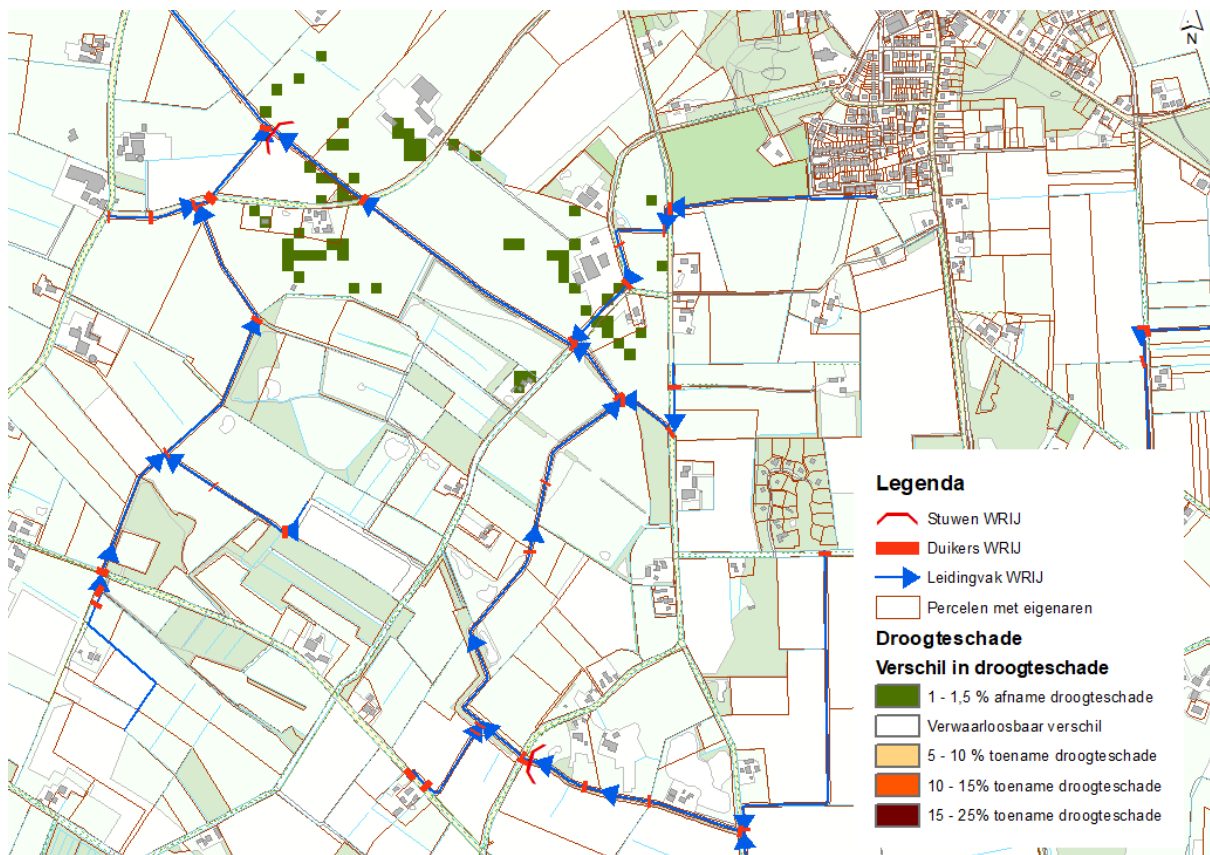 N
Legenda
Stuwen WRIJ
Duikers WRIJ
Leidingvak WRIJ
Percelen met eigenaren
Droogteschade
Verschil in droogteschade
1 - 1,5 % afname droogteschade
Verwaarloosbaar verschil
5 - 10 % toename droogteschade
10 - 15% toename droogteschade
15 - 25% toename droogteschade